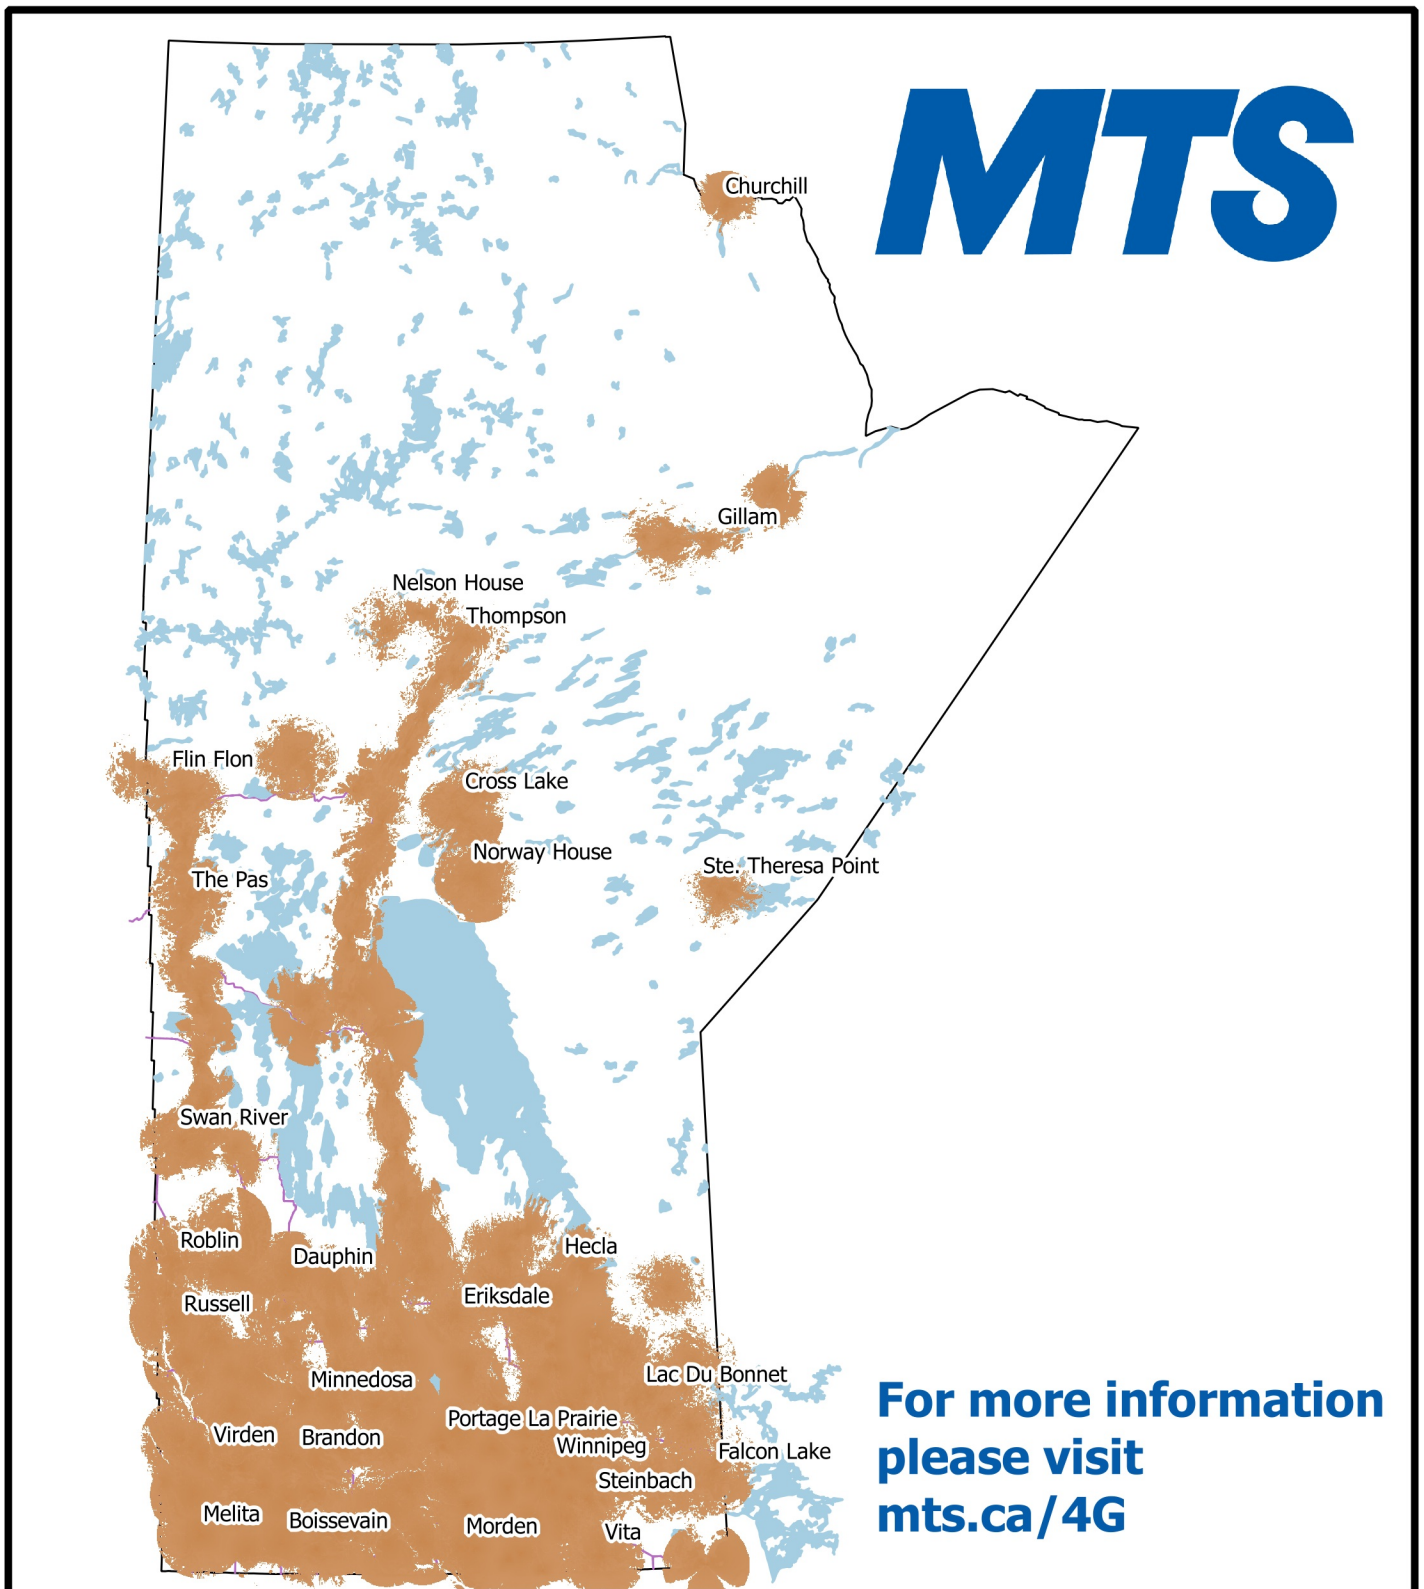 MTS
Churchill
Gillam
Nelson House
Thompson
Flin Flon
Cross Lake
Norway House
Ste. Theresa Point
The Pas
Swan River
Roblin
Dauphin
Hecla
Russell
Eriksdale
Minnedosa
Lac Du Bonnet
Portage La Prairie
Virden
Brandon
Winnipeg
Falcon Lake
Steinbach
Melita
Boissevain
Morden
Vita
For more information
please visit
mts.ca/4G